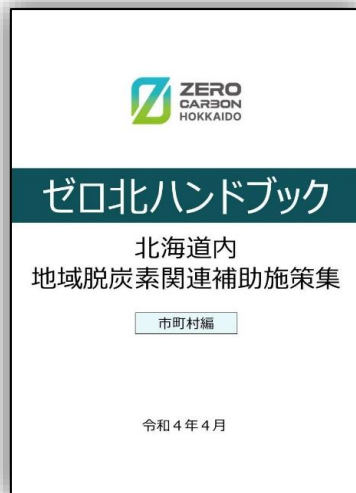 ZERO
CARBON
HOKKAIDO
ゼロ北ハンドブック
北海道内
地域脱炭素関連補助施策集
市町村編
令和４年４月